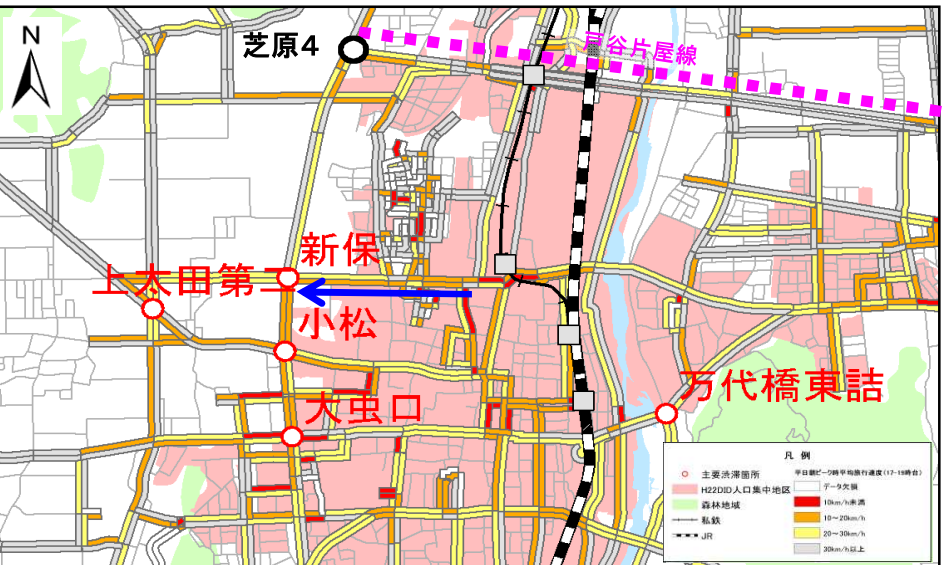 N
芝原4
戸谷片屋線
新保
上太田第二
小松
大虫口
万代橋東詰
凡 例
主要渋滞箇所
H22DID人口集中地区
森林地域
私鉄
JR
平日朝ピーク時平均旅行速度(17-19時台)
データ欠損
10km/h未満
10～20km/h
20～30km/h
30km/h以上